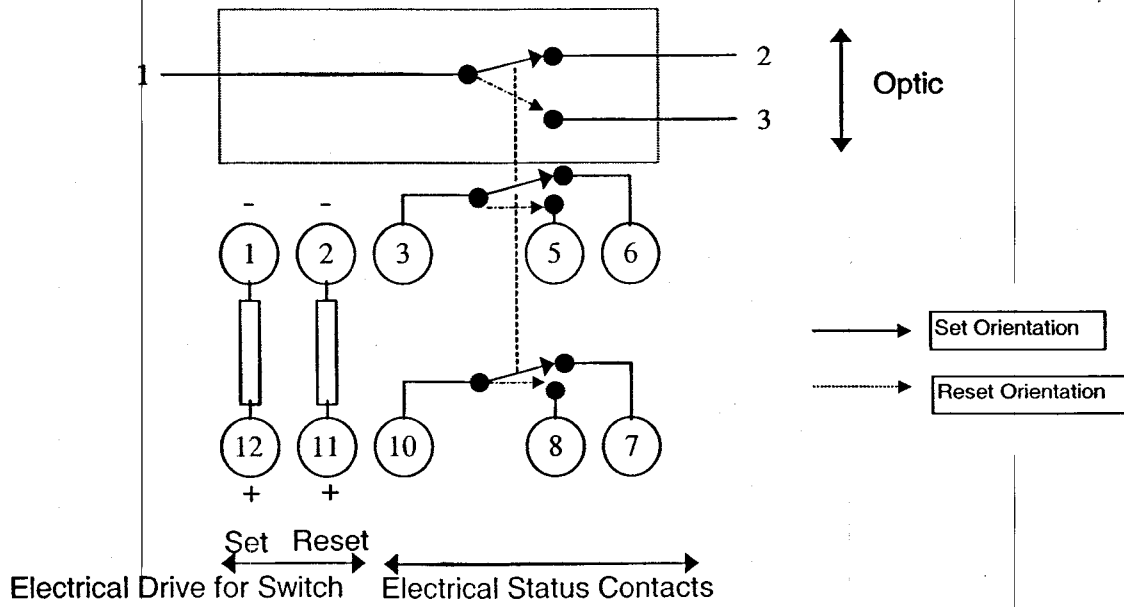 1
2
Optic
3
- -
1 2 3 5 6
Set Orientation
Reset Orientation
12 11 10 8 7
+ +
Set Reset
Electrical Drive for Switch Electrical Status Contacts